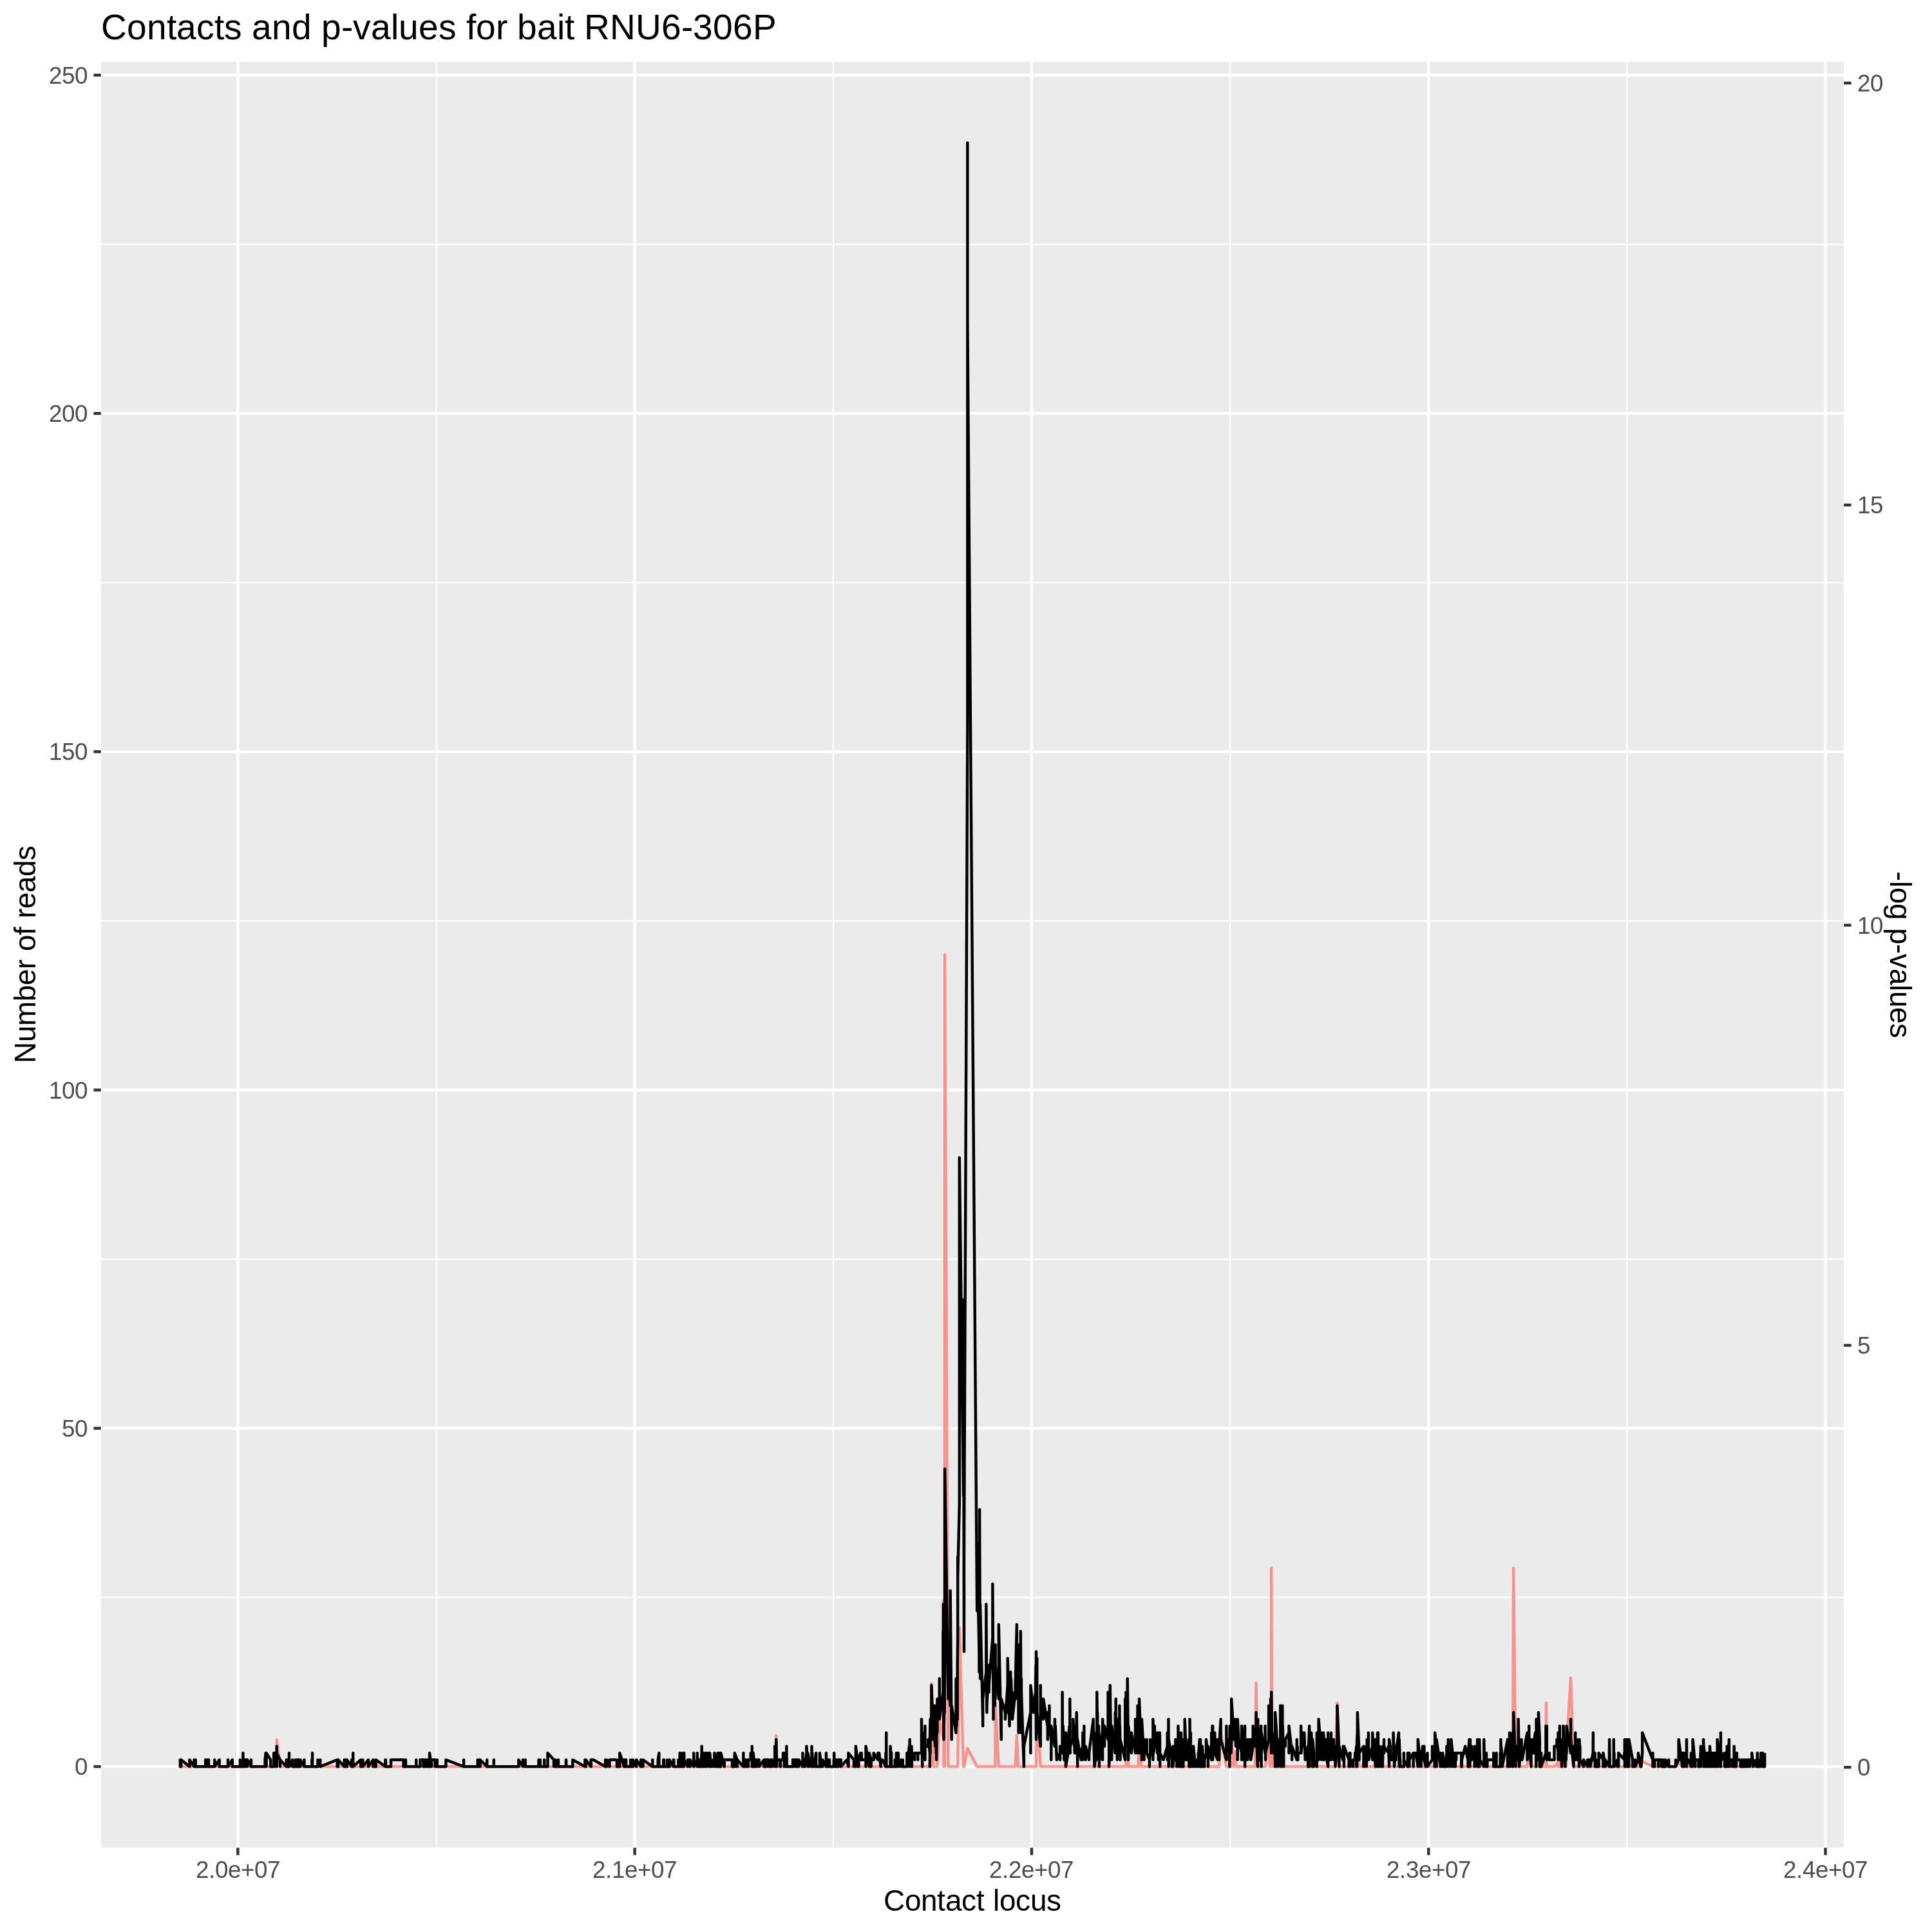 Contacts and p-values for bait RNU6-306P
250
200
150
100
50
0
Number of reads
20
15
10
5
0
-log p-values
2.0e+07
2.1e+07
2.2e+07
2.3e+07
2.4e+07
Contact locus